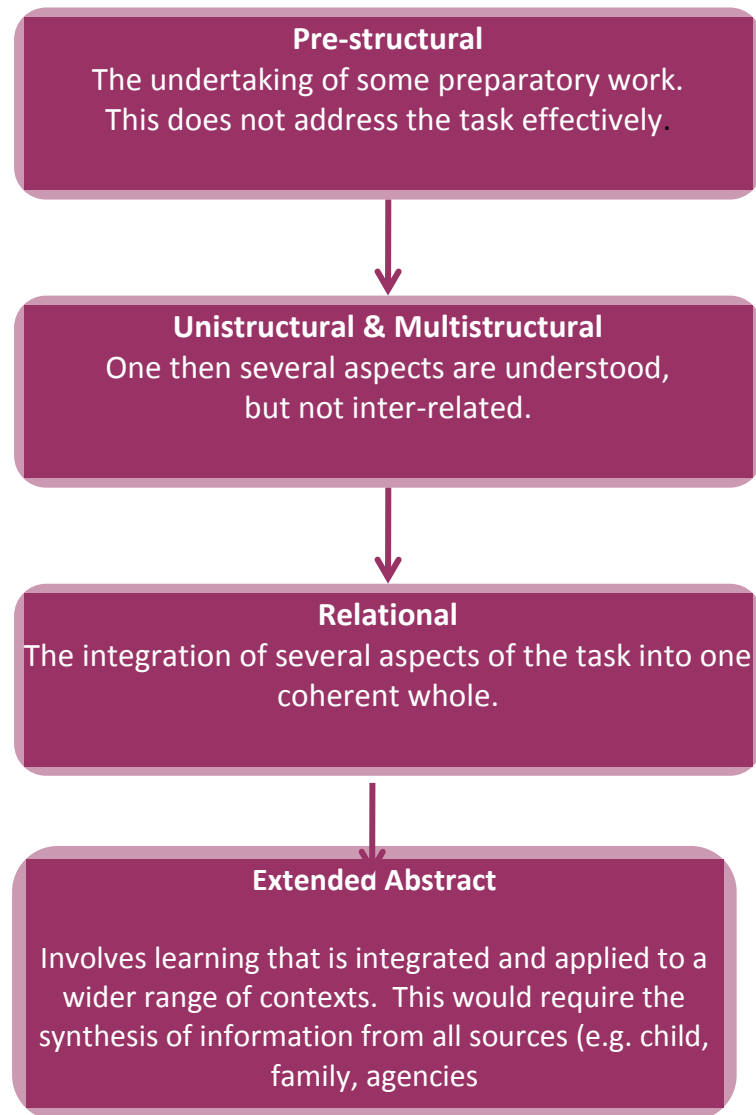 Pre-structural
The undertaking of some preparatory work.
This does not address the task effectively.
Unistructural & Multistructural
One then several aspects are understood,
but not inter-related.
Relational
The integration of several aspects of the task into one
coherent whole.
Extended Abstract
Involves learning that is integrated and applied to a
wider range of contexts.  This would require the
synthesis of information from all sources (e.g. child,
family, agencies